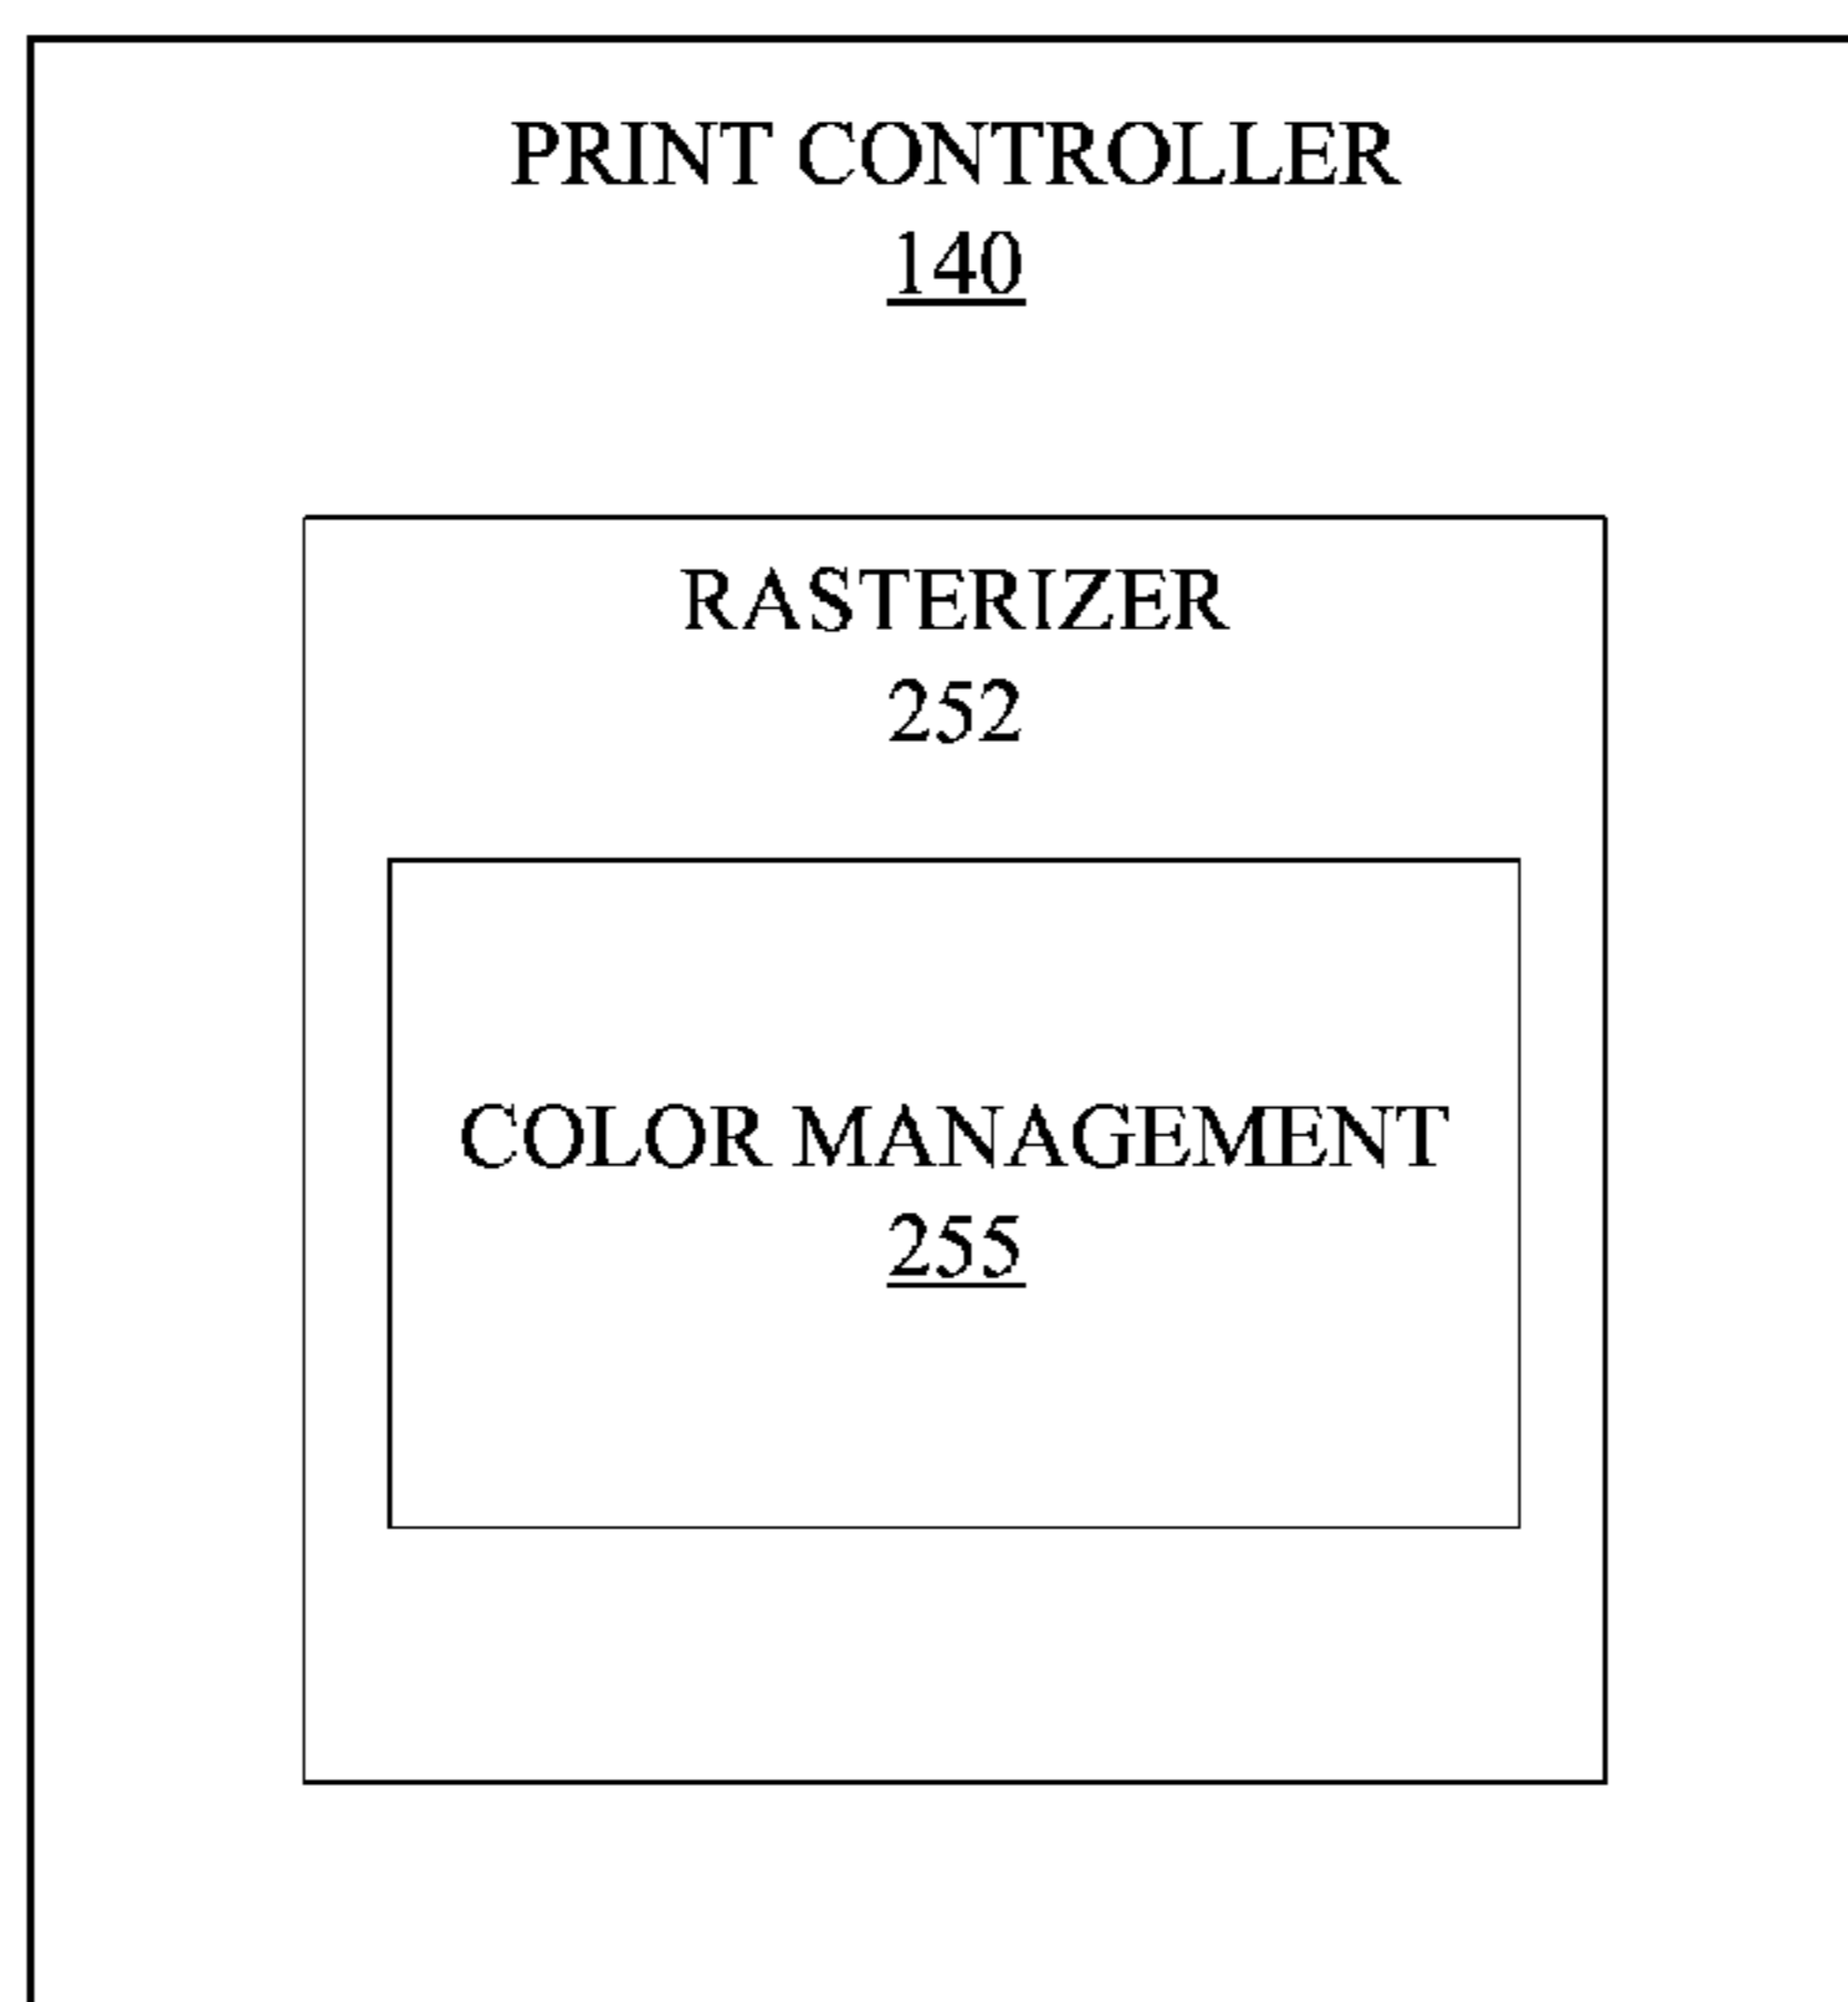 PRINT CONTROLLER
140
RASTERIZER
252
COLOR MANAGEMENT
255